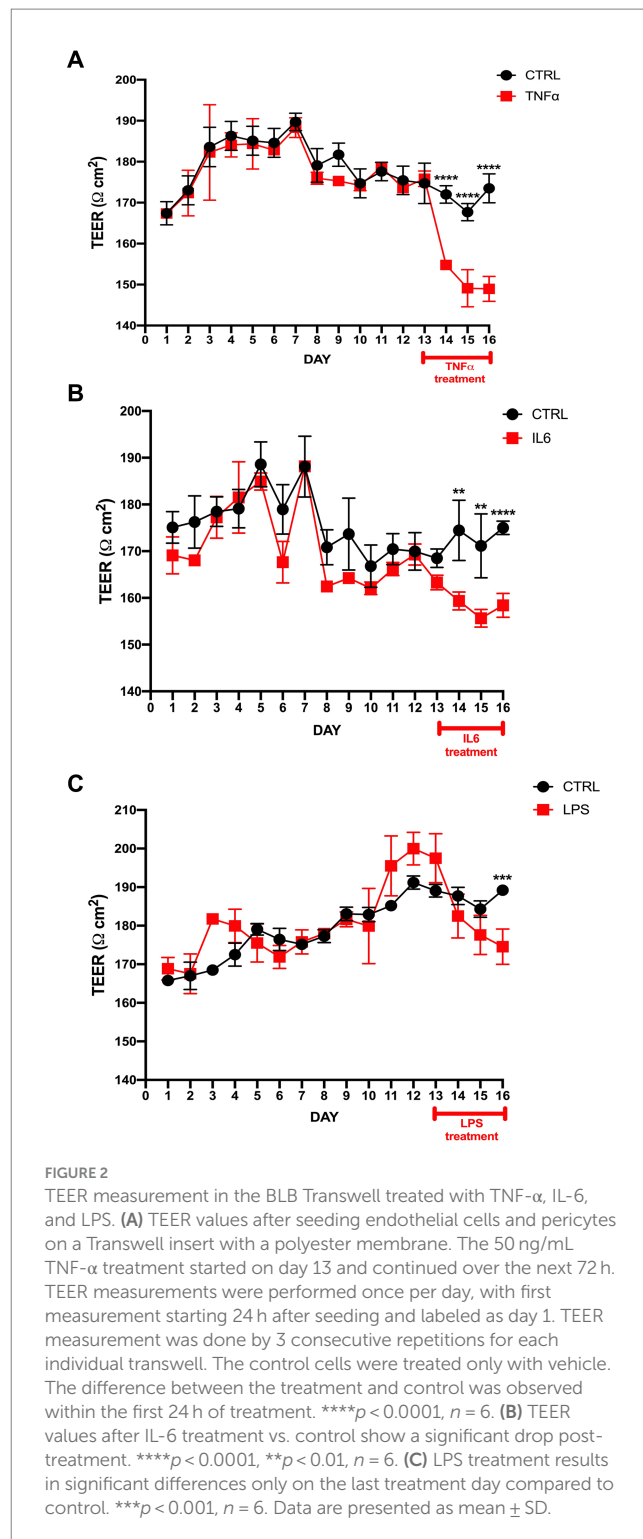 A
CTRL
TNFα
TEER (Ω cm²)
200
190
180
170
160
150
140
0 1 2 3 4 5 6 7 8 9 10 11 12 13 14 15 16
**** **** ****
DAY
TNFα
treatment
B
CTRL
IL6
TEER (Ω cm²)
200
190
180
170
160
150
140
0 1 2 3 4 5 6 7 8 9 10 11 12 13 14 15 16
** ** ****
DAY
IL6
treatment
C
CTRL
LPS
TEER (Ω cm²)
210
200
190
180
170
160
150
140
0 1 2 3 4 5 6 7 8 9 10 11 12 13 14 15 16
***
DAY
LPS
treatment
FIGURE 2
TEER measurement in the BLB Transwell treated with TNF-α, IL-6,
and LPS. (A) TEER values after seeding endothelial cells and pericytes
on a Transwell insert with a polyester membrane. The 50 ng/mL
TNF-α treatment started on day 13 and continued over the next 72 h.
TEER measurements were performed once per day, with first
measurement starting 24 h after seeding and labeled as day 1. TEER
measurement was done by 3 consecutive repetitions for each
individual transwell. The control cells were treated only with vehicle.
The difference between the treatment and control was observed
within the first 24 h of treatment. ****p < 0.0001, n = 6. (B) TEER
values after IL-6 treatment vs. control show a significant drop post-
treatment. ****p < 0.0001, **p < 0.01, n = 6. (C) LPS treatment results
in significant differences only on the last treatment day compared to
control. ***p < 0.001, n = 6. Data are presented as mean ± SD.